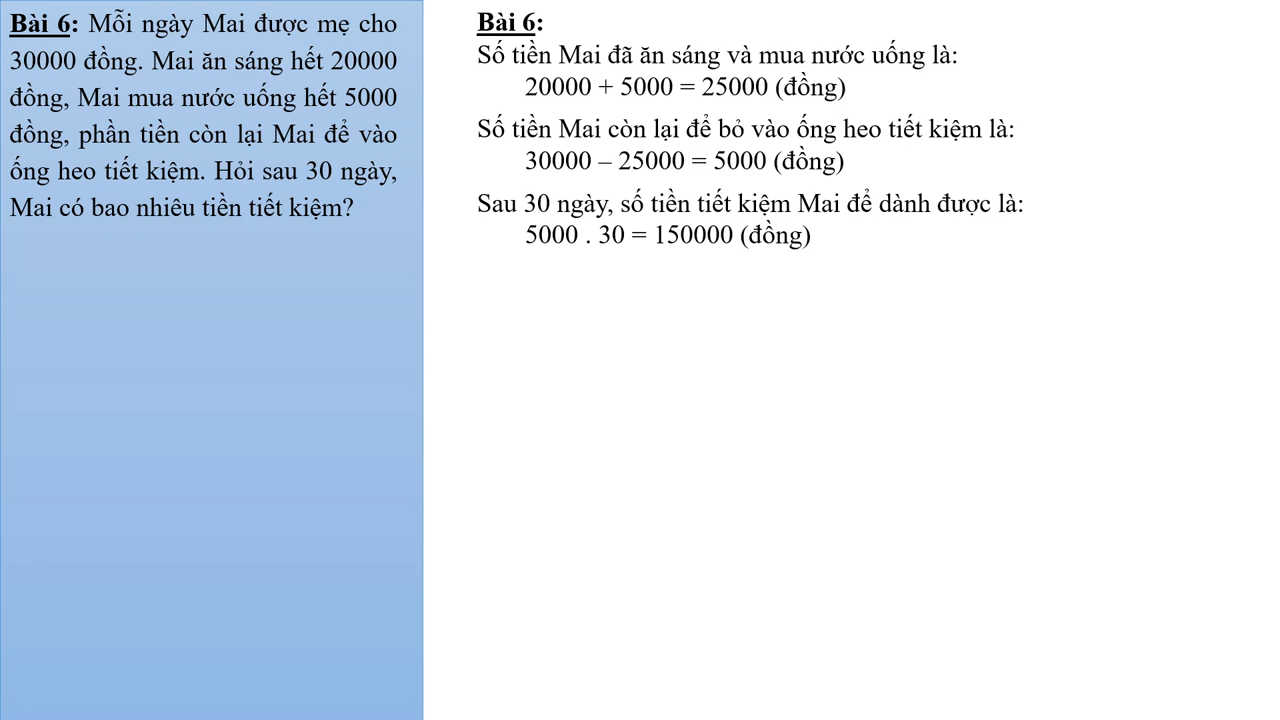 Bài 6: Mỗi ngày Mai được mẹ cho
30000 đồng. Mai ăn sáng hết 20000
đồng, Mai mua nước uống hết 5000
đồng, phần tiền còn lại Mai để vào
ống heo tiết kiệm. Hỏi sau 30 ngày,
Mai có bao nhiêu tiền tiết kiệm?
Bài 6:
Số tiền Mai đã ăn sáng và mua nước uống là:
20000 + 5000 = 25000 (đồng)
Số tiền Mai còn lại để bỏ vào ống heo tiết kiệm là:
30000 – 25000 = 5000 (đồng)
Sau 30 ngày, số tiền tiết kiệm Mai để dành được là:
5000 . 30 = 150000 (đồng)